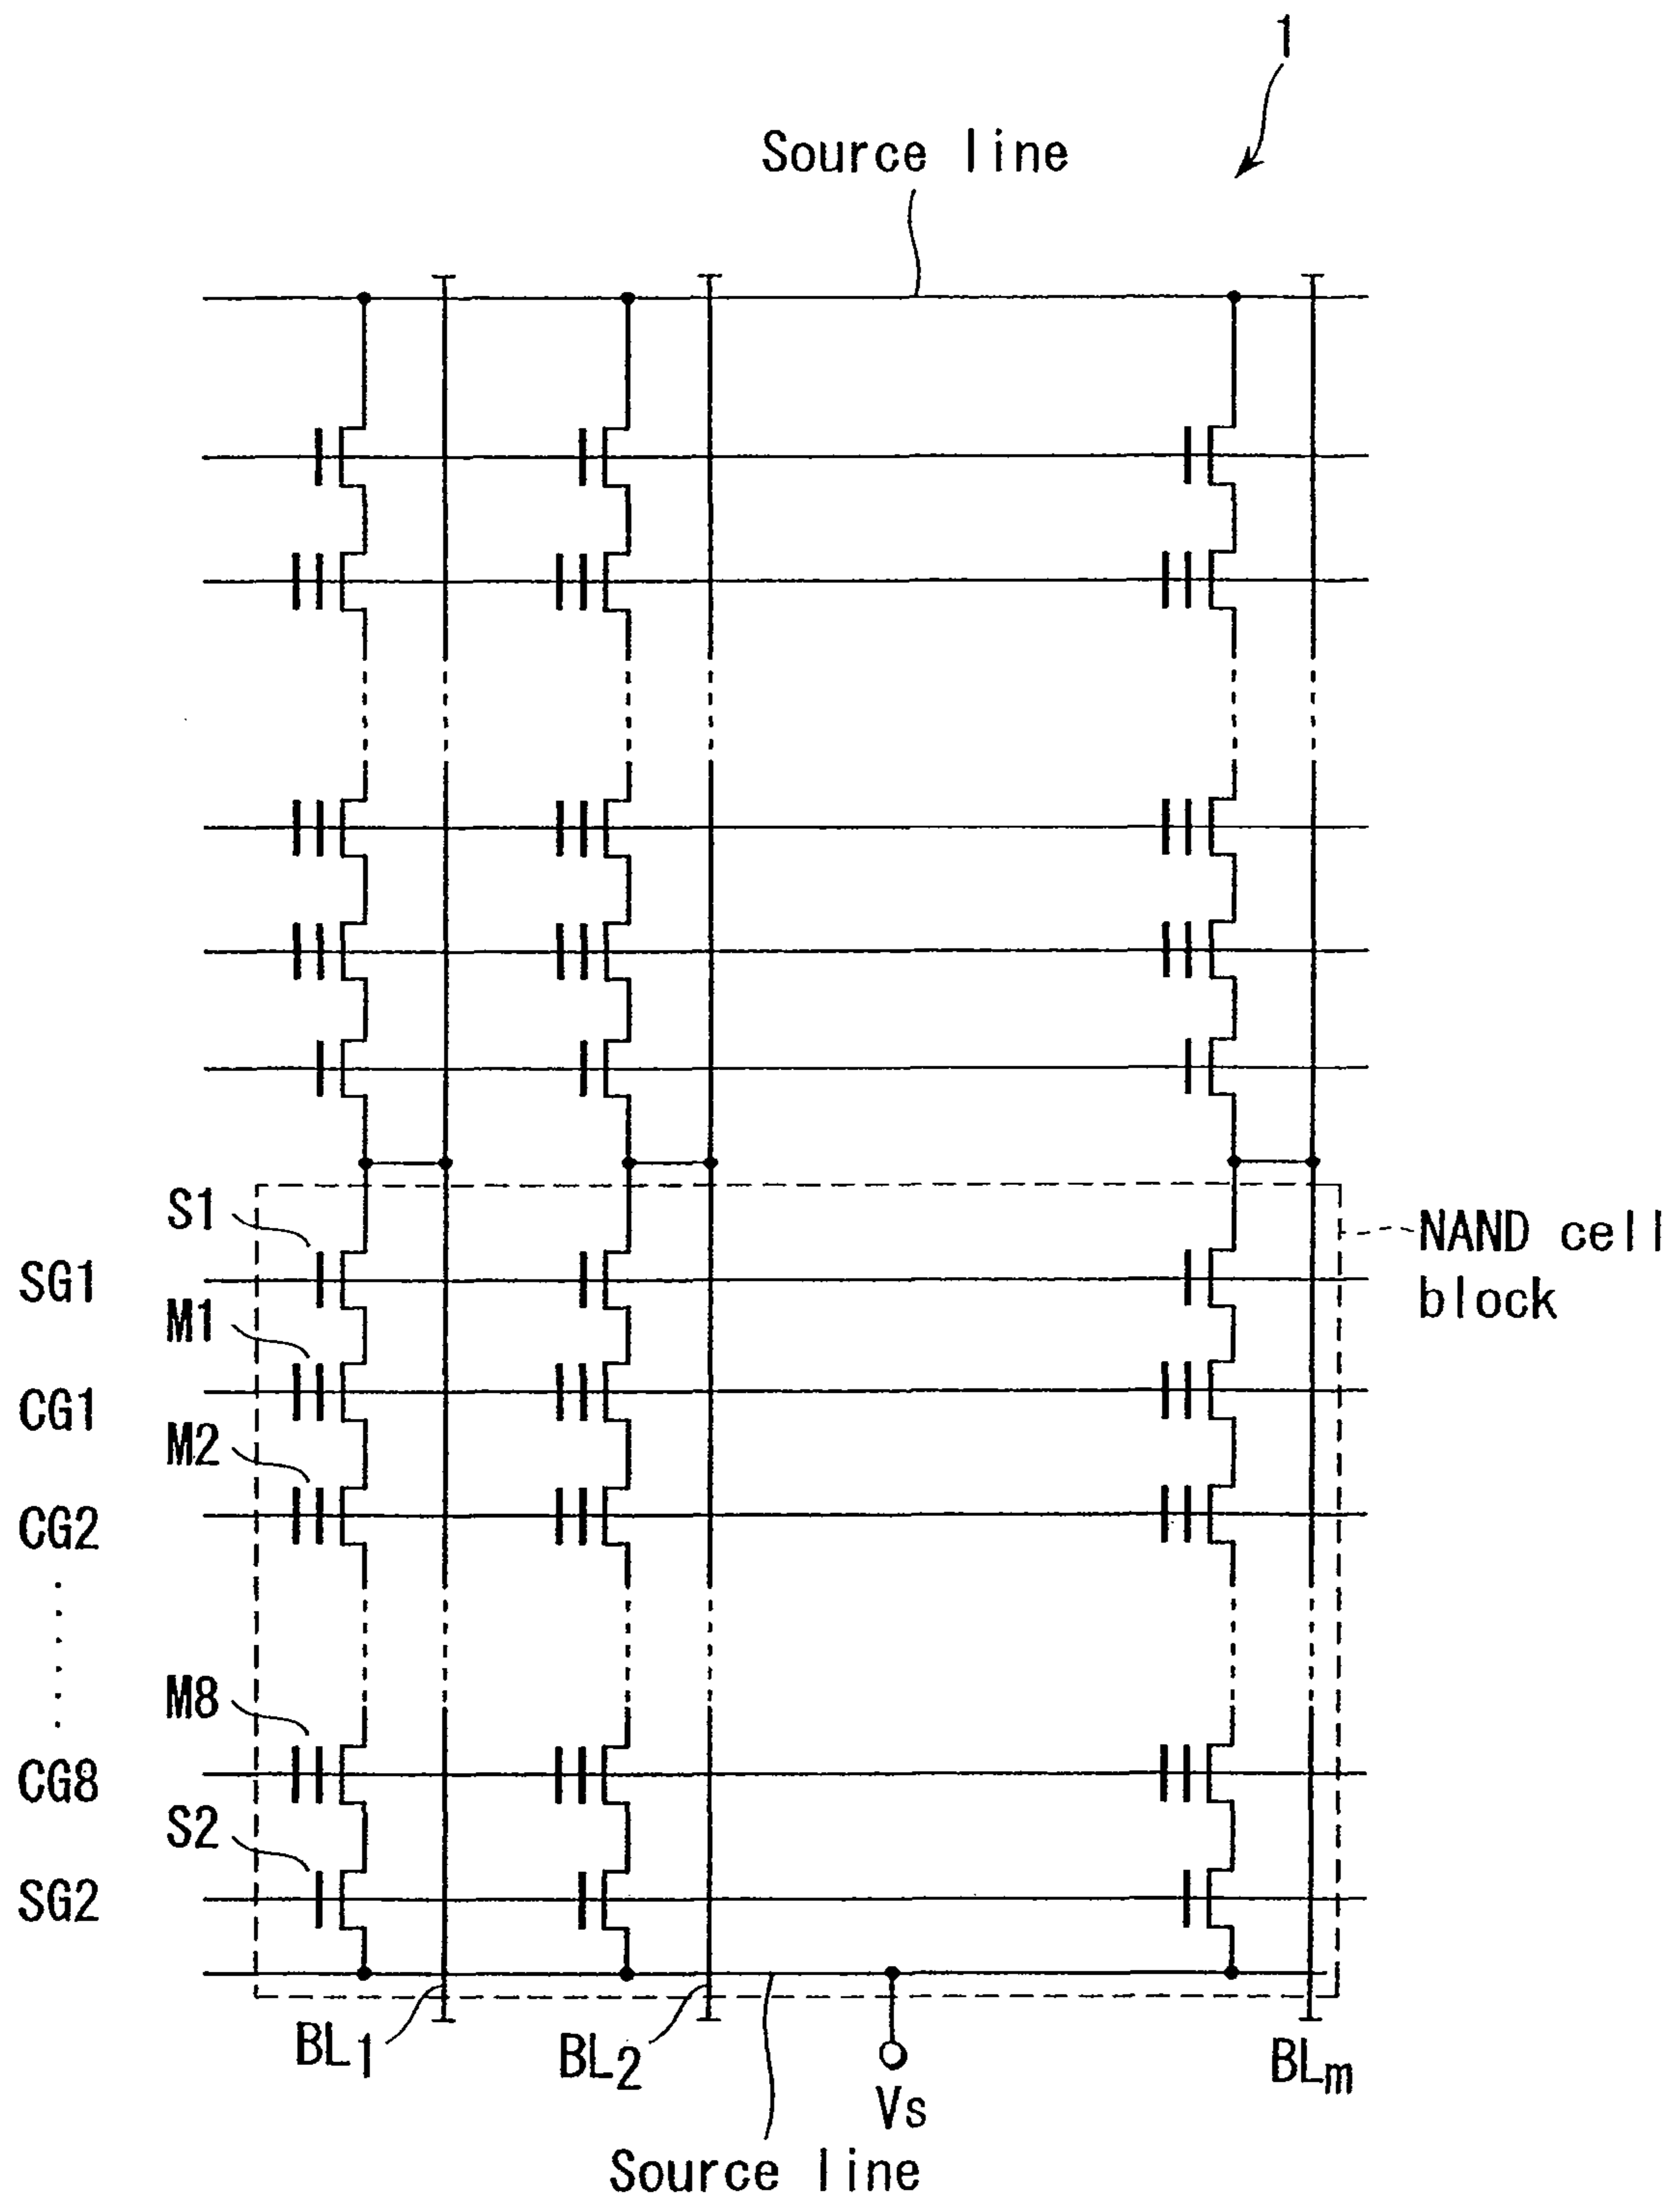 1
Source line
S1
NAND cell
block
SG1
M1
CG1
M2
CG2
M8
CG8
S2
SG2
BL1
BL2
BLm
Vs
Source line